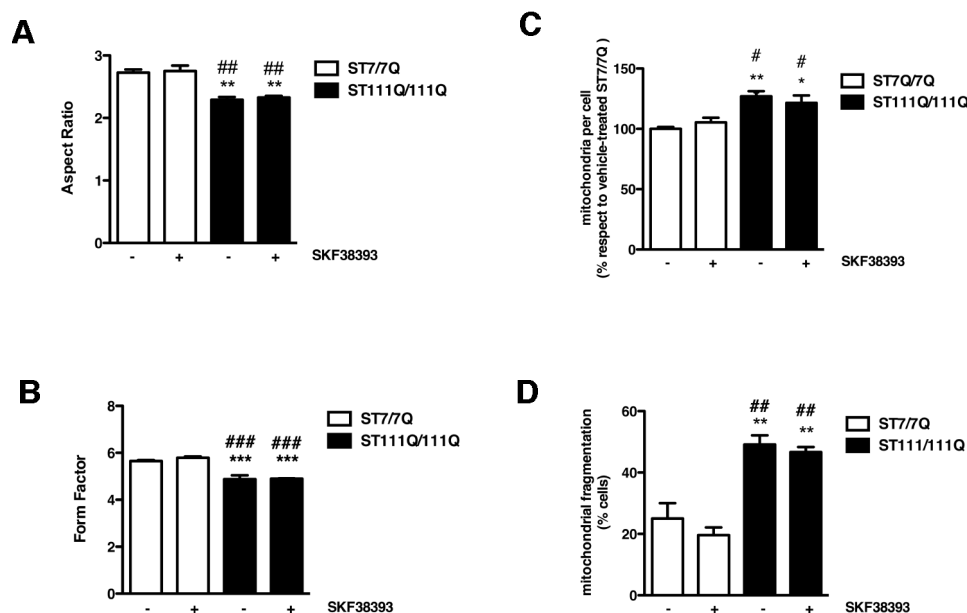 A
3
2
1
0
Aspect Ratio
## ##
** **
- + - + SKF38393
ST7/7Q
ST111Q/111Q
C
150
100
50
0
mitochondria per cell
(% respect to vehicle-treated ST7/7Q )
# #
** *
- + - + SKF38393
ST7Q/7Q
ST111Q/111Q
B
8
6
4
2
0
Form Factor
### ###
*** ***
- + - + SKF38393
ST7/7Q
ST111Q/111Q
D
60
40
20
0
mitochondrial fragmentation
(% cells)
## ##
** **
- + - + SKF38393
ST7/7Q
ST111/111Q